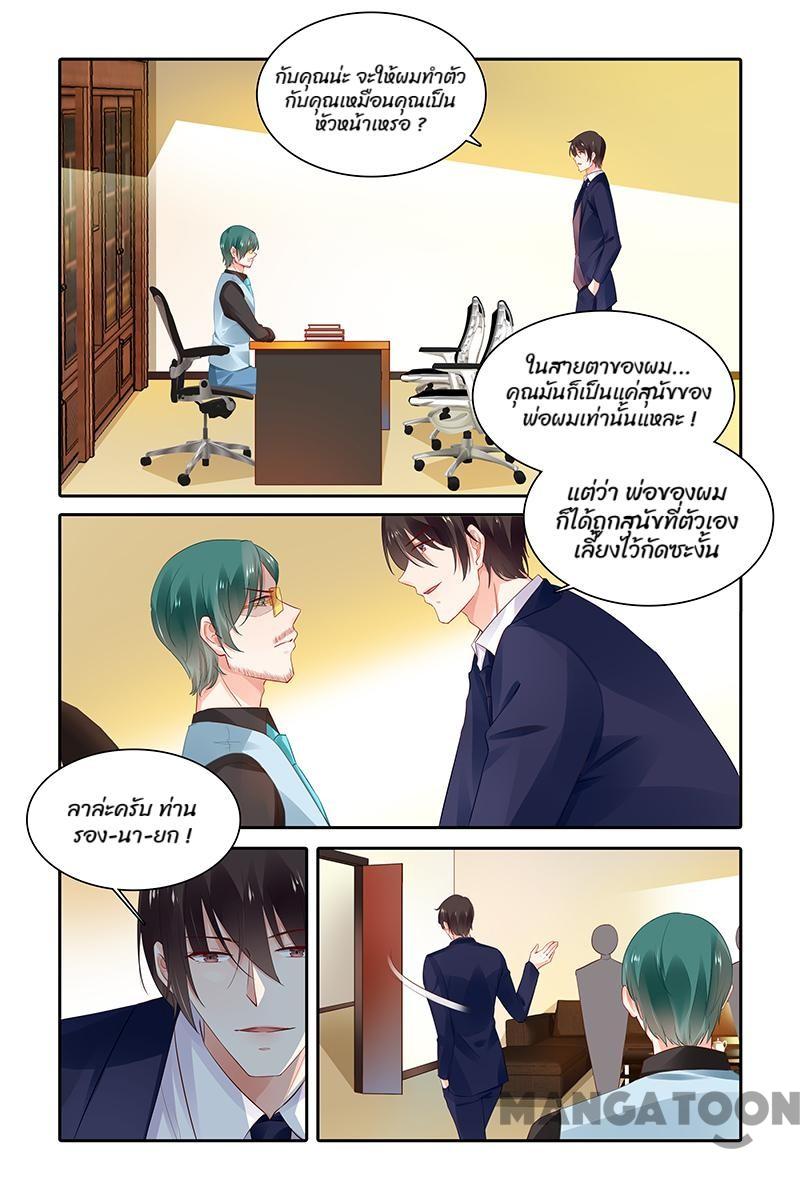 กับคุณน่ะ จะให้ผมทำตัว
กับคุณเหมือนคุณเป็น
หัวหน้าเหรอ ?
ในสายตาของผม...
คุณมันก็เป็นแค่สุนัขของ
พ่อผมเท่านั้นแหละ !
แต่ว่า พ่อของผม
ก็ได้ถูกสุนัขที่ตัวเอง
เลี้ยงไว้กัดซะงั้น
ลาล่ะครับ ท่าน
รอง-นา-ยก !
MANGATOON